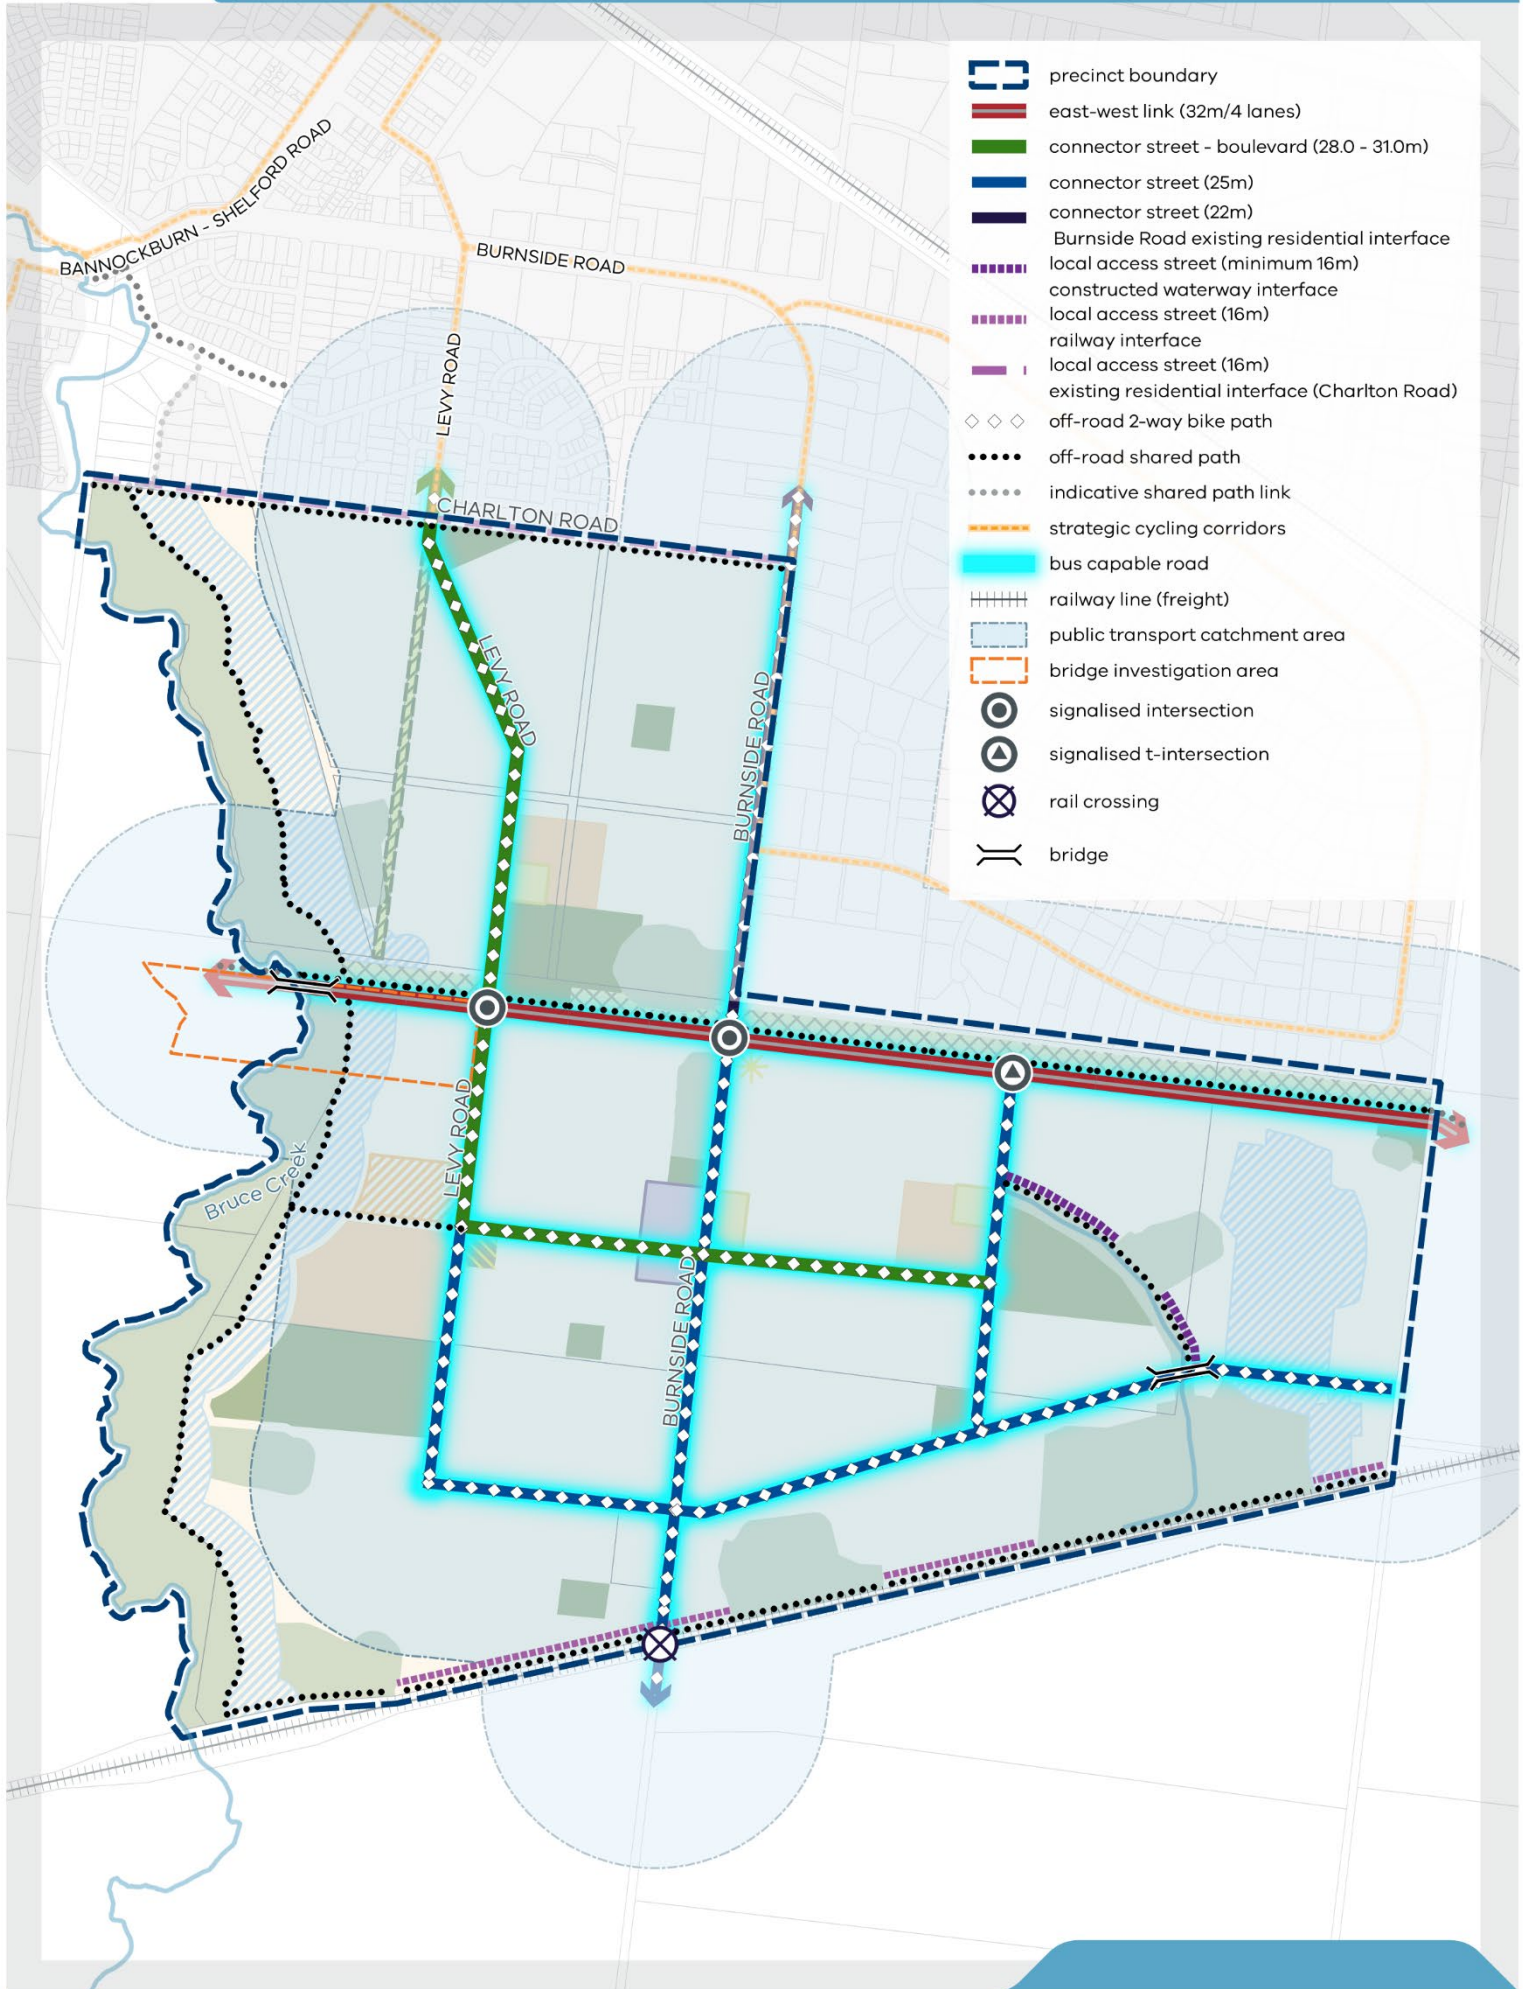 precinct boundary
east-west link (32m/4 lanes)
connector street - boulevard (28.0 - 31.0m)
connector street (25m)
connector street (22m)
Burnside Road existing residential interface
local access street (minimum 16m)
constructed waterway interface
local access street (16m)
railway interface
local access street (16m)
existing residential interface (Charlton Road)
off-road 2-way bike path
off-road shared path
indicative shared path link
strategic cycling corridors
bus capable road
railway line (freight)
public transport catchment area
bridge investigation area
signalised intersection
signalised t-intersection
rail crossing
bridge
BANNOCKBURN - SHELFORD ROAD
BURNSIDE ROAD
LEVY ROAD
CHARLTON ROAD
LEVY ROAD
BURNSIDE ROAD
LEVY ROAD
Bruce Creek
BURNSIDE ROAD